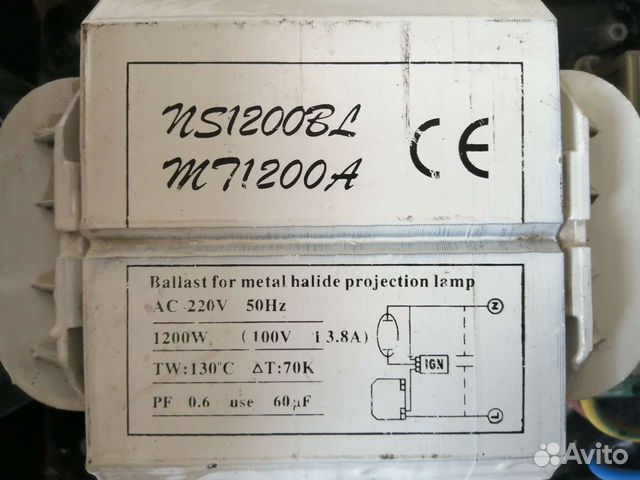 NS1200BL
MT1200A
CE
Ballast for metal halide projection lamp
AC 220V 50Hz
1200W (100V 13.8A)
TW:130°C ΔT:70K
PF 0.6 use 60μF
N
IGN
L
Avito